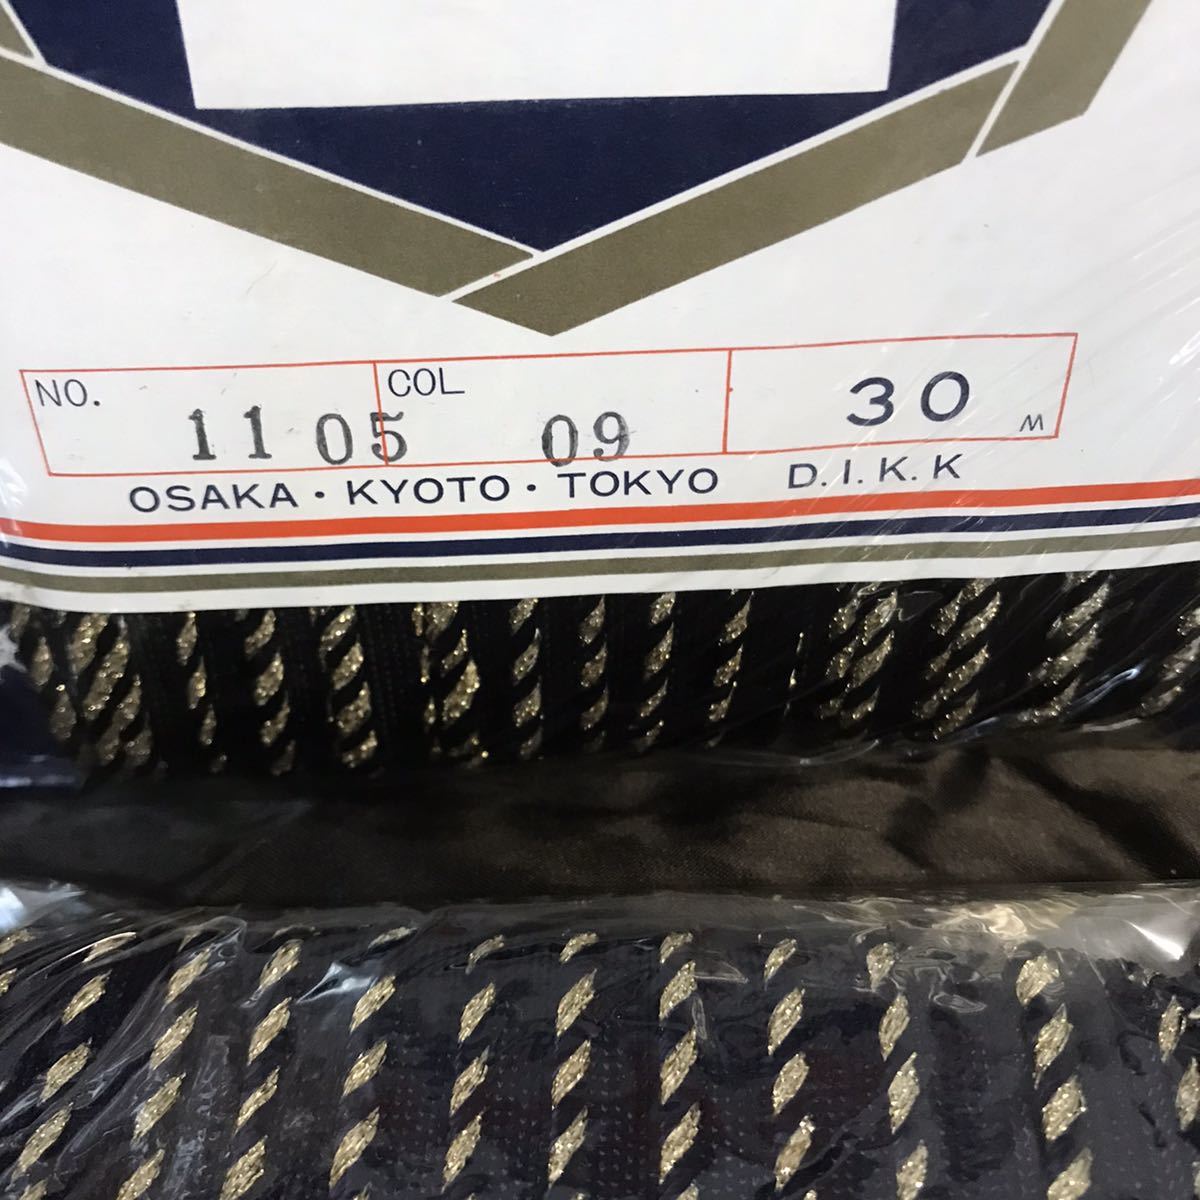 NO. 1105 COL 09 30 M
OSAKA・KYOTO・TOKYO D.I.K.K